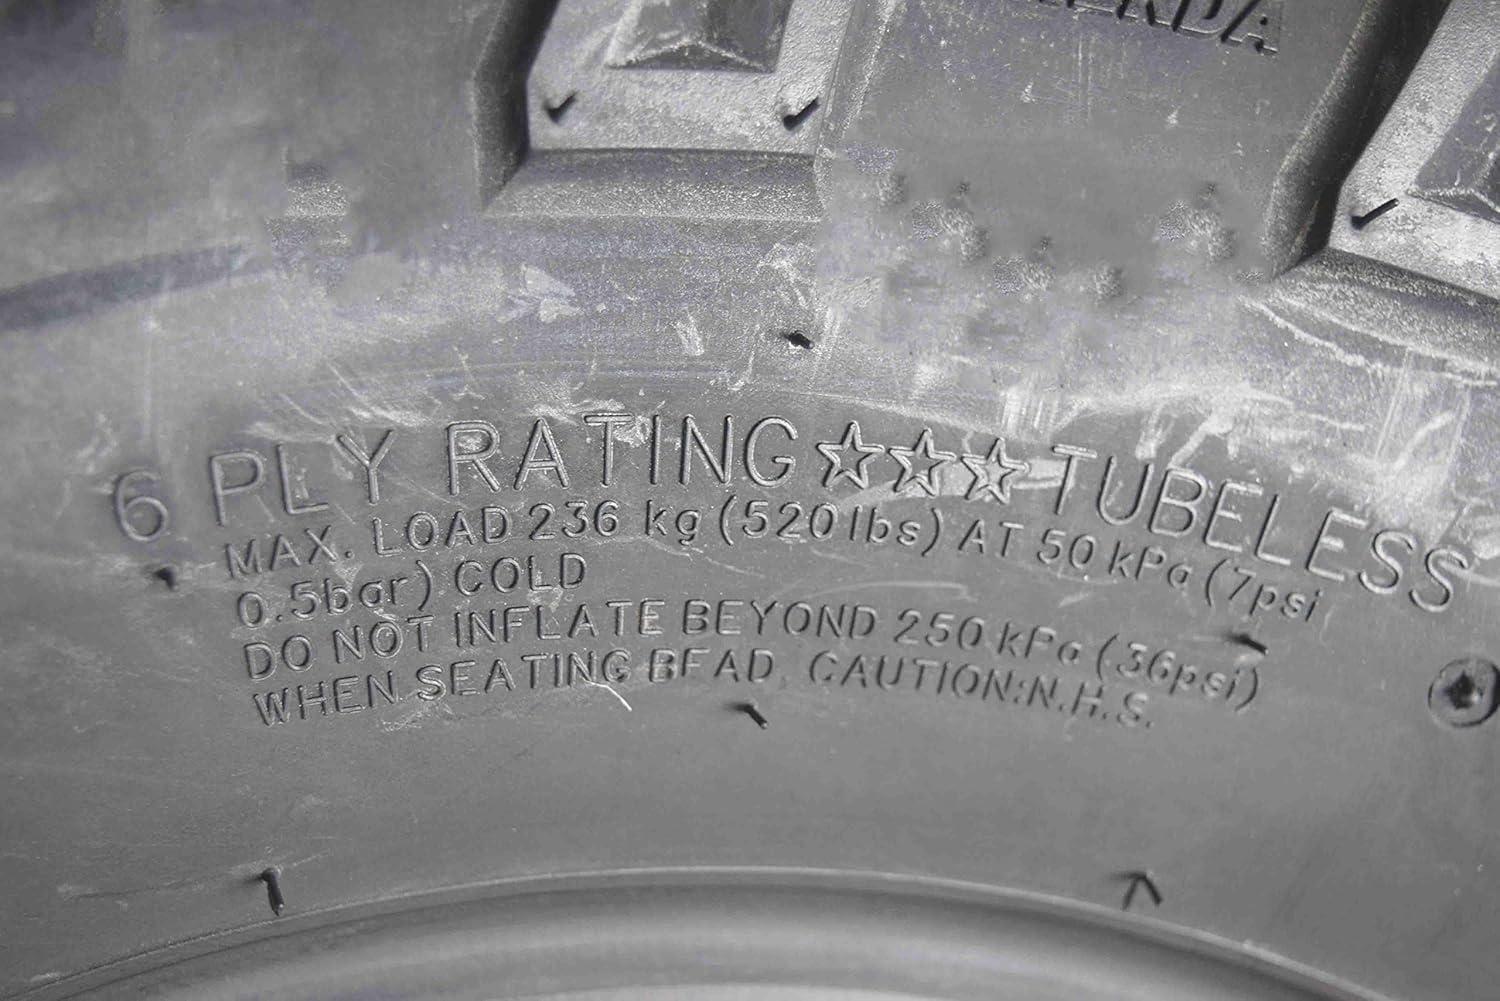 6 PLY RATING ☆☆☆ TUBELESS
MAX. LOAD 236 kg (520 lbs) AT 50 kPa (7psi
0.5bar) COLD
DO NOT INFLATE BEYOND 250 kPa (36psi)
WHEN SEATING BEAD. CAUTION:N.H.S.